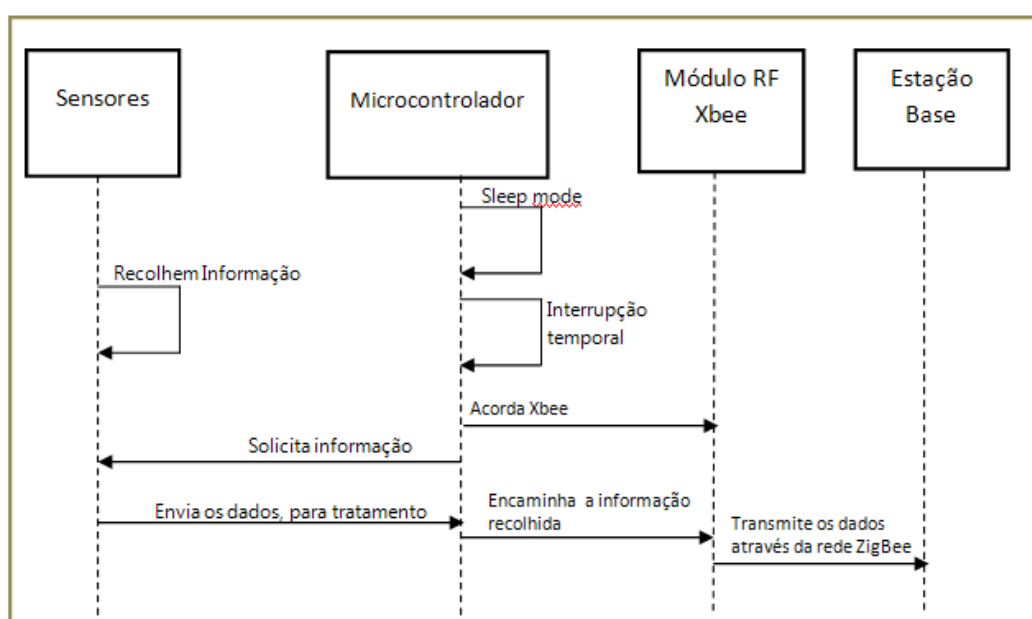 Sensores
Microcontrolador
Módulo RF
Xbee
Estação
Base
Sleep mode
Recolhem Informação
Interrupção
temporal
Acorda Xbee
Solicita informação
Envia os dados, para tratamento
Encaminha a informação
recolhida
Transmite os dados
através da rede ZigBee